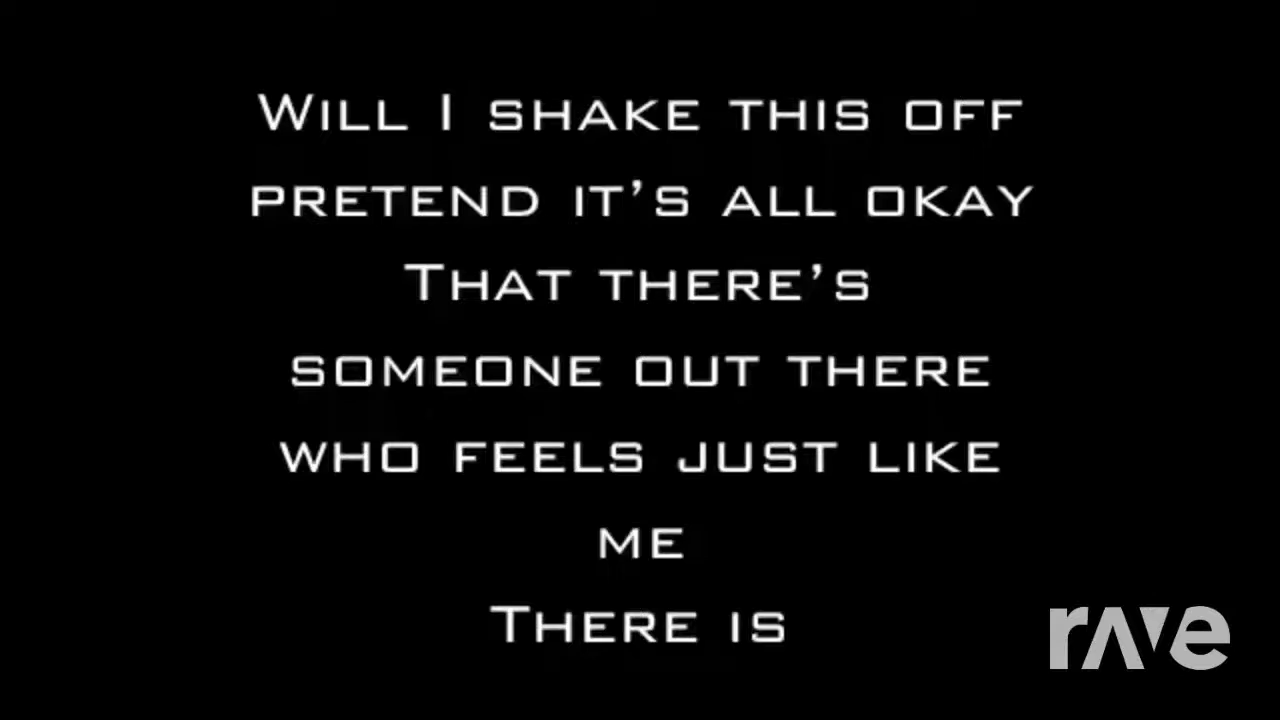 Will I shake this off
pretend it's all okay
That there's
someone out there
who feels just like
me
There is
rave